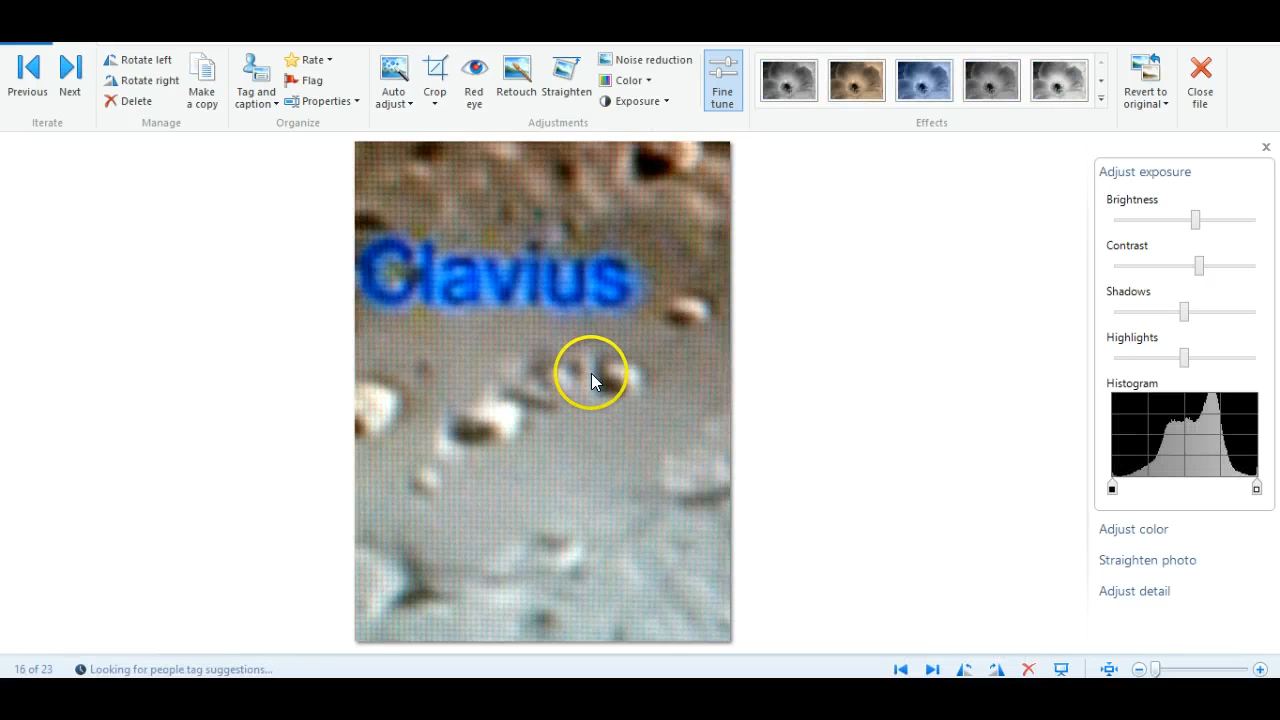 Previous
Next
Iterate
Rotate left
Rotate right
Delete
Make a copy
Manage
Tag and caption
Rate
Flag
Properties
Organize
Auto adjust
Crop
Red eye
Retouch
Straighten
Noise reduction
Color
Exposure
Adjustments
Fine tune
Effects
Revert to original
Close file
Clavius
Adjust exposure
Brightness
Contrast
Shadows
Highlights
Histogram
Adjust color
Straighten photo
Adjust detail
16 of 23
Looking for people tag suggestions...